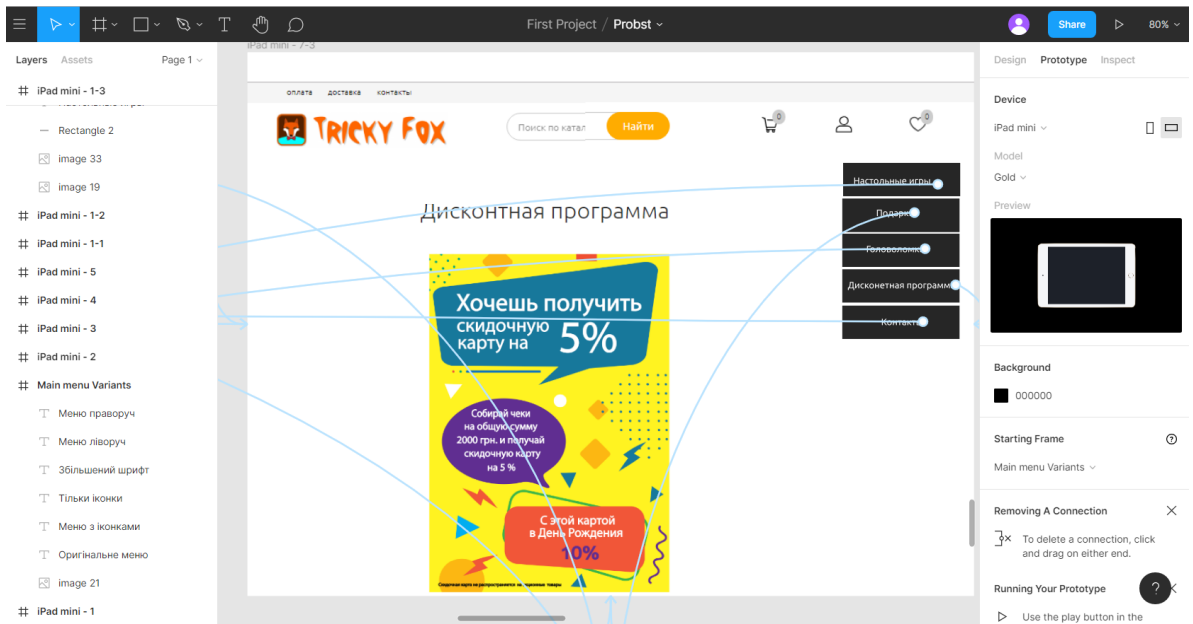 First Project / Probst
Share
80%
Layers
Assets
Page 1
iPad mini - 1-3
Rectangle 2
image 33
image 19
iPad mini - 1-2
iPad mini - 1-1
iPad mini - 5
iPad mini - 4
iPad mini - 3
iPad mini - 2
Main menu Variants
Меню праворуч
Меню ліворуч
Збільшений шрифт
Тільки іконки
Меню з іконками
Оригінальне меню
image 21
iPad mini - 1
iPad mini - 7-3
оплата
доставка
контакты
TRICKY FOX
Поиск по катал
Найти
0
0
Настольные игры
Подарк
Головоломк
Дисконетная программ
Контакт
Дисконтная программа
Хочешь получить
скидочную
карту на 5%
Собирай чеки
на общую сумму
2000 грн. и получай
скидочную карту
на 5 %
С этой картой
в День Рождения
10%
Design
Prototype
Inspect
Device
iPad mini
Model
Gold
Preview
Background
000000
Starting Frame
Main menu Variants
Removing A Connection
To delete a connection, click
and drag on either end.
Running Your Prototype
Use the play button in the